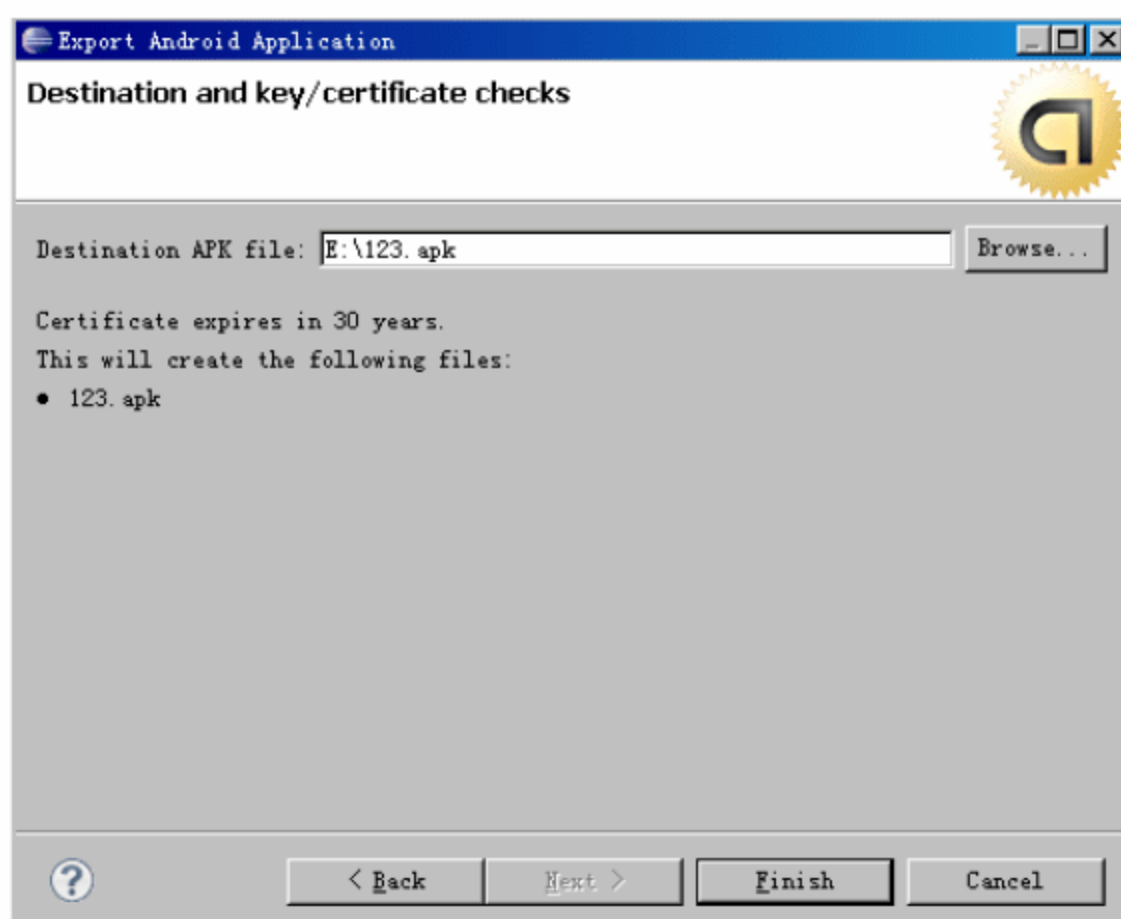 Export Android Application
Destination and key/certificate checks
Destination APK file: E:\123.apk Browse...
Certificate expires in 30 years.
This will create the following files:
• 123.apk
? < Back Next > Finish Cancel